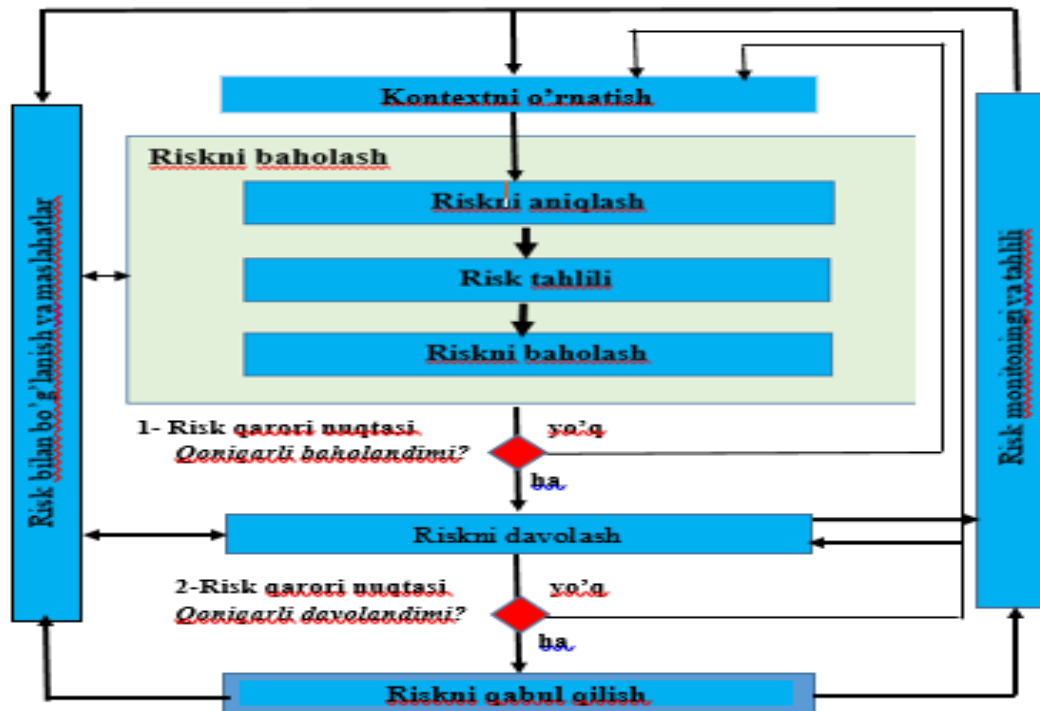 Kontextni o'rnatish
Riskni baholash
Riskni aniqlash
Risk tahlili
Riskni baholash
1- Risk qarori nuqtasi
Qoniqarli baholandimi?
yo'q
ha
Riskni davolash
2-Risk qarori nuqtasi
Qoniqarli davolandimi?
yo'q
ha
Riskni qabul qilish
Risk bilan bo'g'lanish va maslahatlar
Risk monitoringi va tahlili